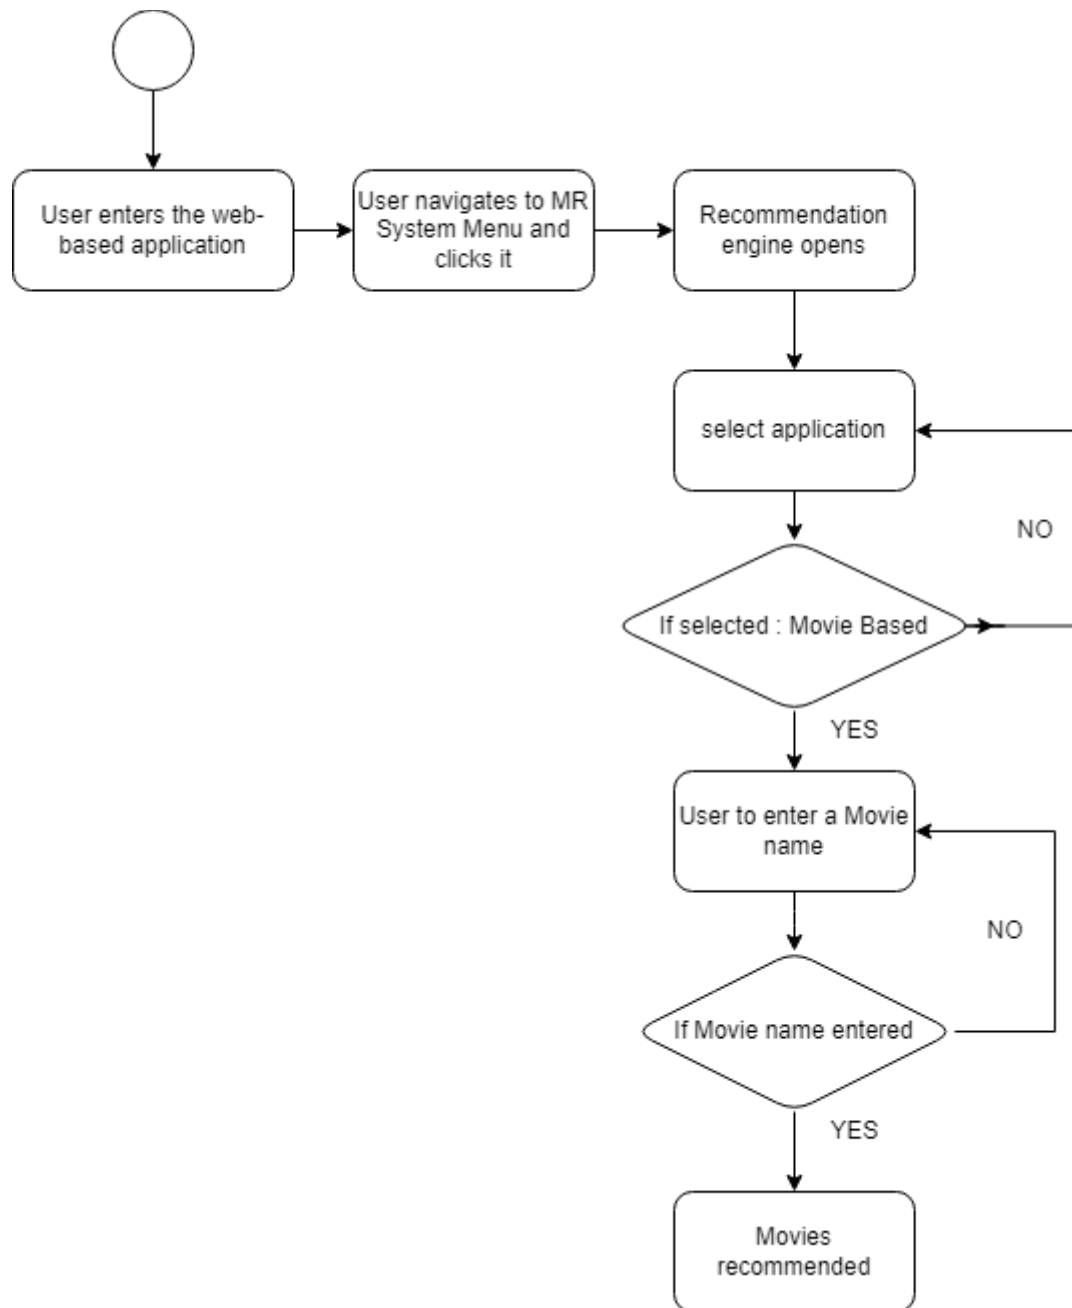 User enters the web-
based application
User navigates to MR
System Menu and
clicks it
Recommendation
engine opens
select application
NO
If selected : Movie Based
YES
User to enter a Movie
name
NO
If Movie name entered
YES
Movies
recommended